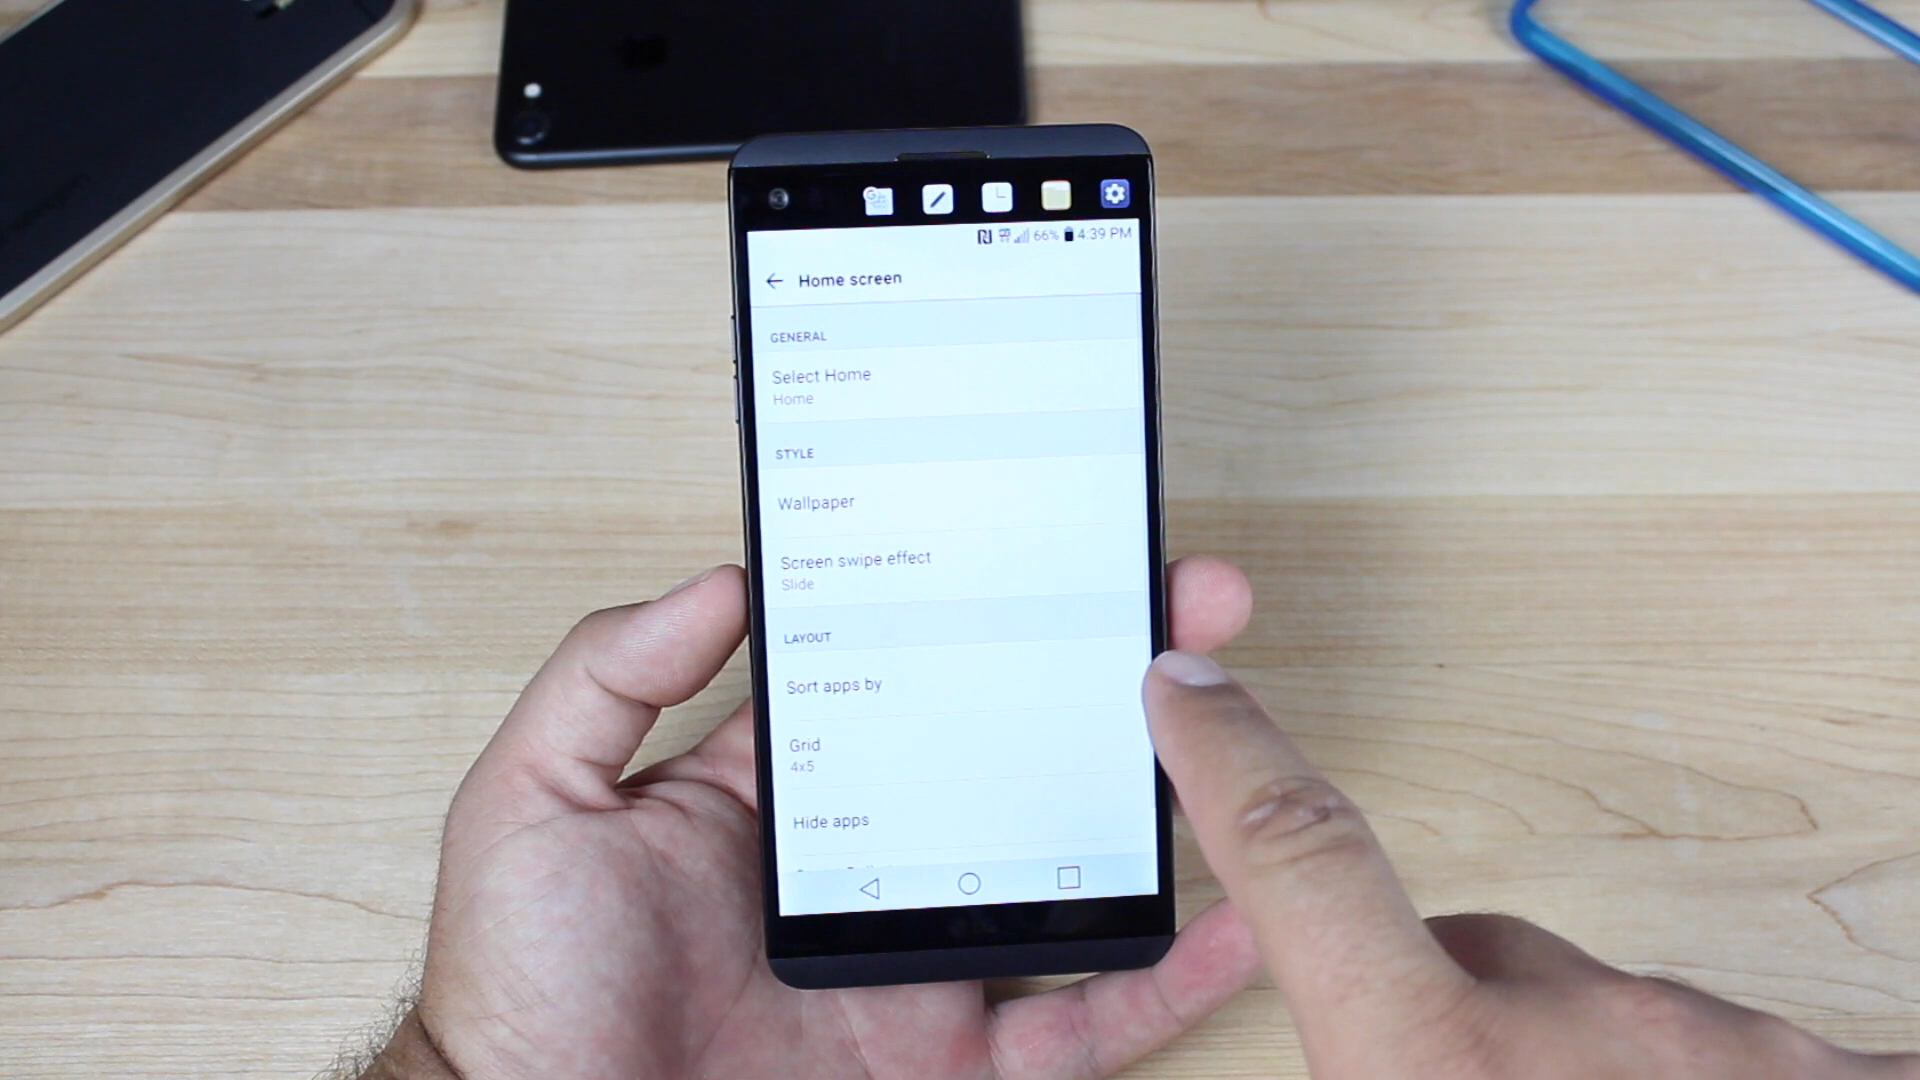 66% 4:39 PM
Home screen
GENERAL
Select Home
Home
STYLE
Wallpaper
Screen swipe effect
Slide
LAYOUT
Sort apps by
Grid
4x5
Hide apps